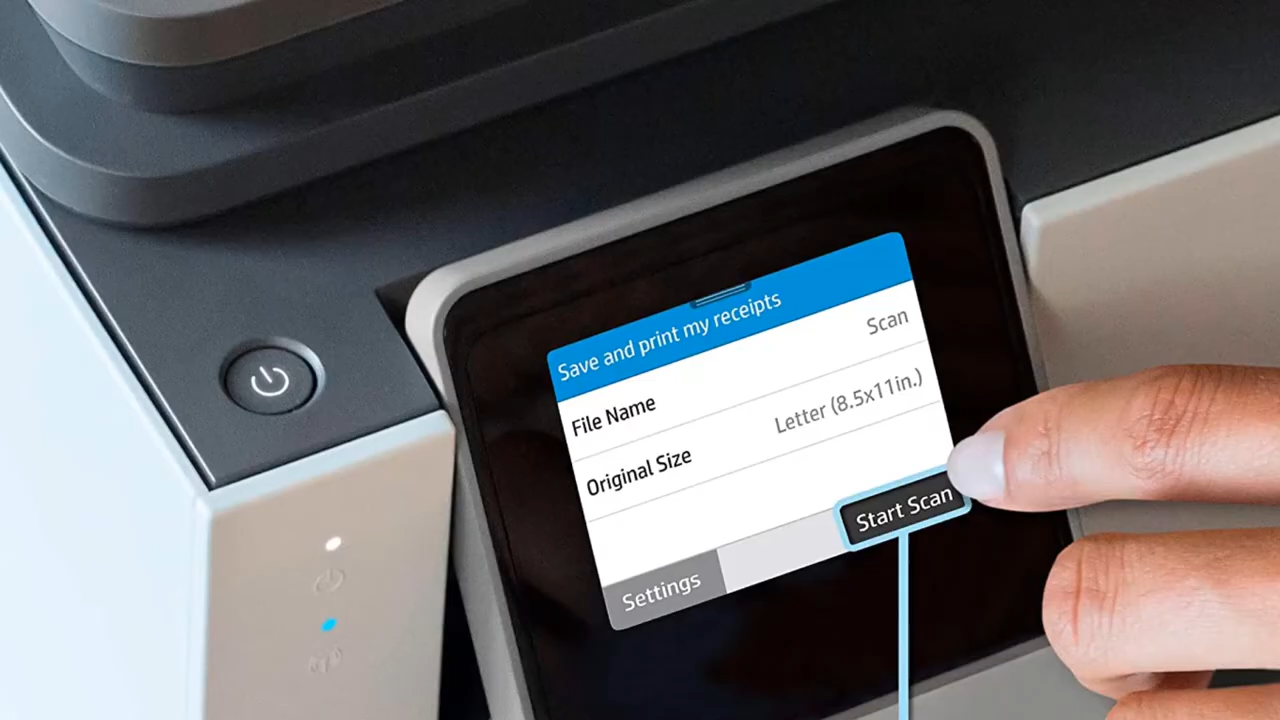 Save and print my receipts
File Name Scan
Original Size Letter (8.5x11in.)
Settings Start Scan